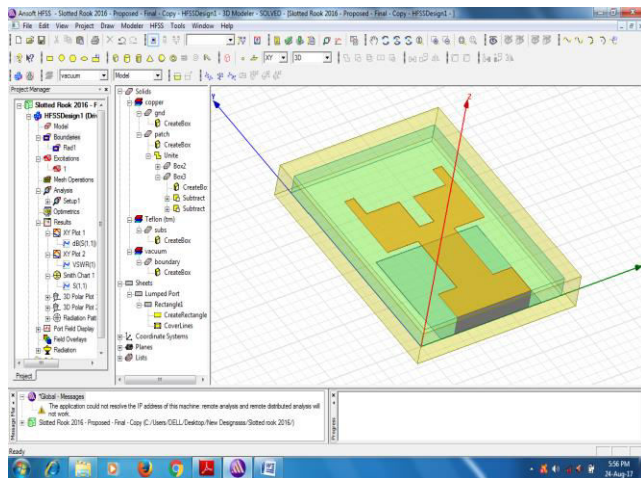 Ansoft HFSS - Slotted Rook 2016 - Proposed - Final - Copy - HFSSDesign1 - 3D Modeler - SOLVED - [Slotted Rook 2016 - Proposed - Final - Copy - HFSSDesign1 -
File Edit View Project Draw Modeler HFSS Tools Window Help
XY 3D
vacuum Model
Project Manager
Slotted Rook 2016 - F
HFSSDesign1 (Driv
Model
Boundaries
Rad1
Excitations
1
Mesh Operations
Analysis
Setup1
Optimetrics
Results
XY Plot 1
dB(S(1,1))
XY Plot 2
VSWR(1)
Smith Chart 1
S(1,1)
3D Polar Plot
3D Polar Plot
Radiation Patt
Port Field Display
Field Overlays
Radiation
Project
Solids
copper
gnd
CreateBox
patch
CreateBox
Unite
Box2
Box3
CreateBo
Subtract
Subtract
Teflon (tm)
subs
CreateBox
vacuum
boundary
CreateBox
Sheets
Lumped Port
Rectangle1
CreateRectangle
CoverLines
Coordinate Systems
Planes
Lists
Z
*Global - Messages
The application could not resolve the IP address of this machine: remote analysis and remote distributed analysis will
not work.
Slotted Rook 2016 - Proposed - Final - Copy (C:/Users/DELL/Desktop/New Designssss/Slotted rook 2016/)
Progress
Ready
5:56 PM
24-Aug-17